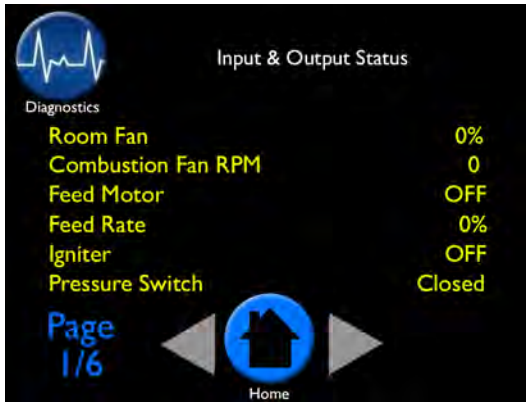 Input & Output Status
Diagnostics
Room Fan 0%
Combustion Fan RPM 0
Feed Motor OFF
Feed Rate 0%
Igniter OFF
Pressure Switch Closed
Page
1/6
Home